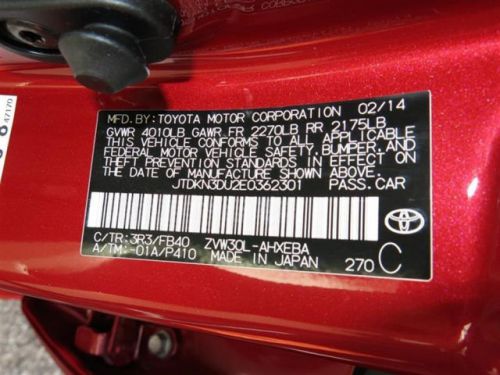 MFD.BY: TOYOTA MOTOR CORPORATION 02/14
GVWR 4010LB GAWR FR 2270LB RR 2175LB
THIS VEHICLE CONFORMS TO ALL APPLICABLE
FEDERAL MOTOR VEHICLE SAFETY, BUMPER, AND
THEFT PREVENTION STANDARDS IN EFFECT ON
THE DATE OF MANUFACTURE SHOWN ABOVE.
JTDKN3DU2E0362301 PASS.CAR
C/TR: 3R3/FB40 ZVW30L-AHXEBA
A/TM: -01A/P410 MADE IN JAPAN
TOYOTA
270 C
47170